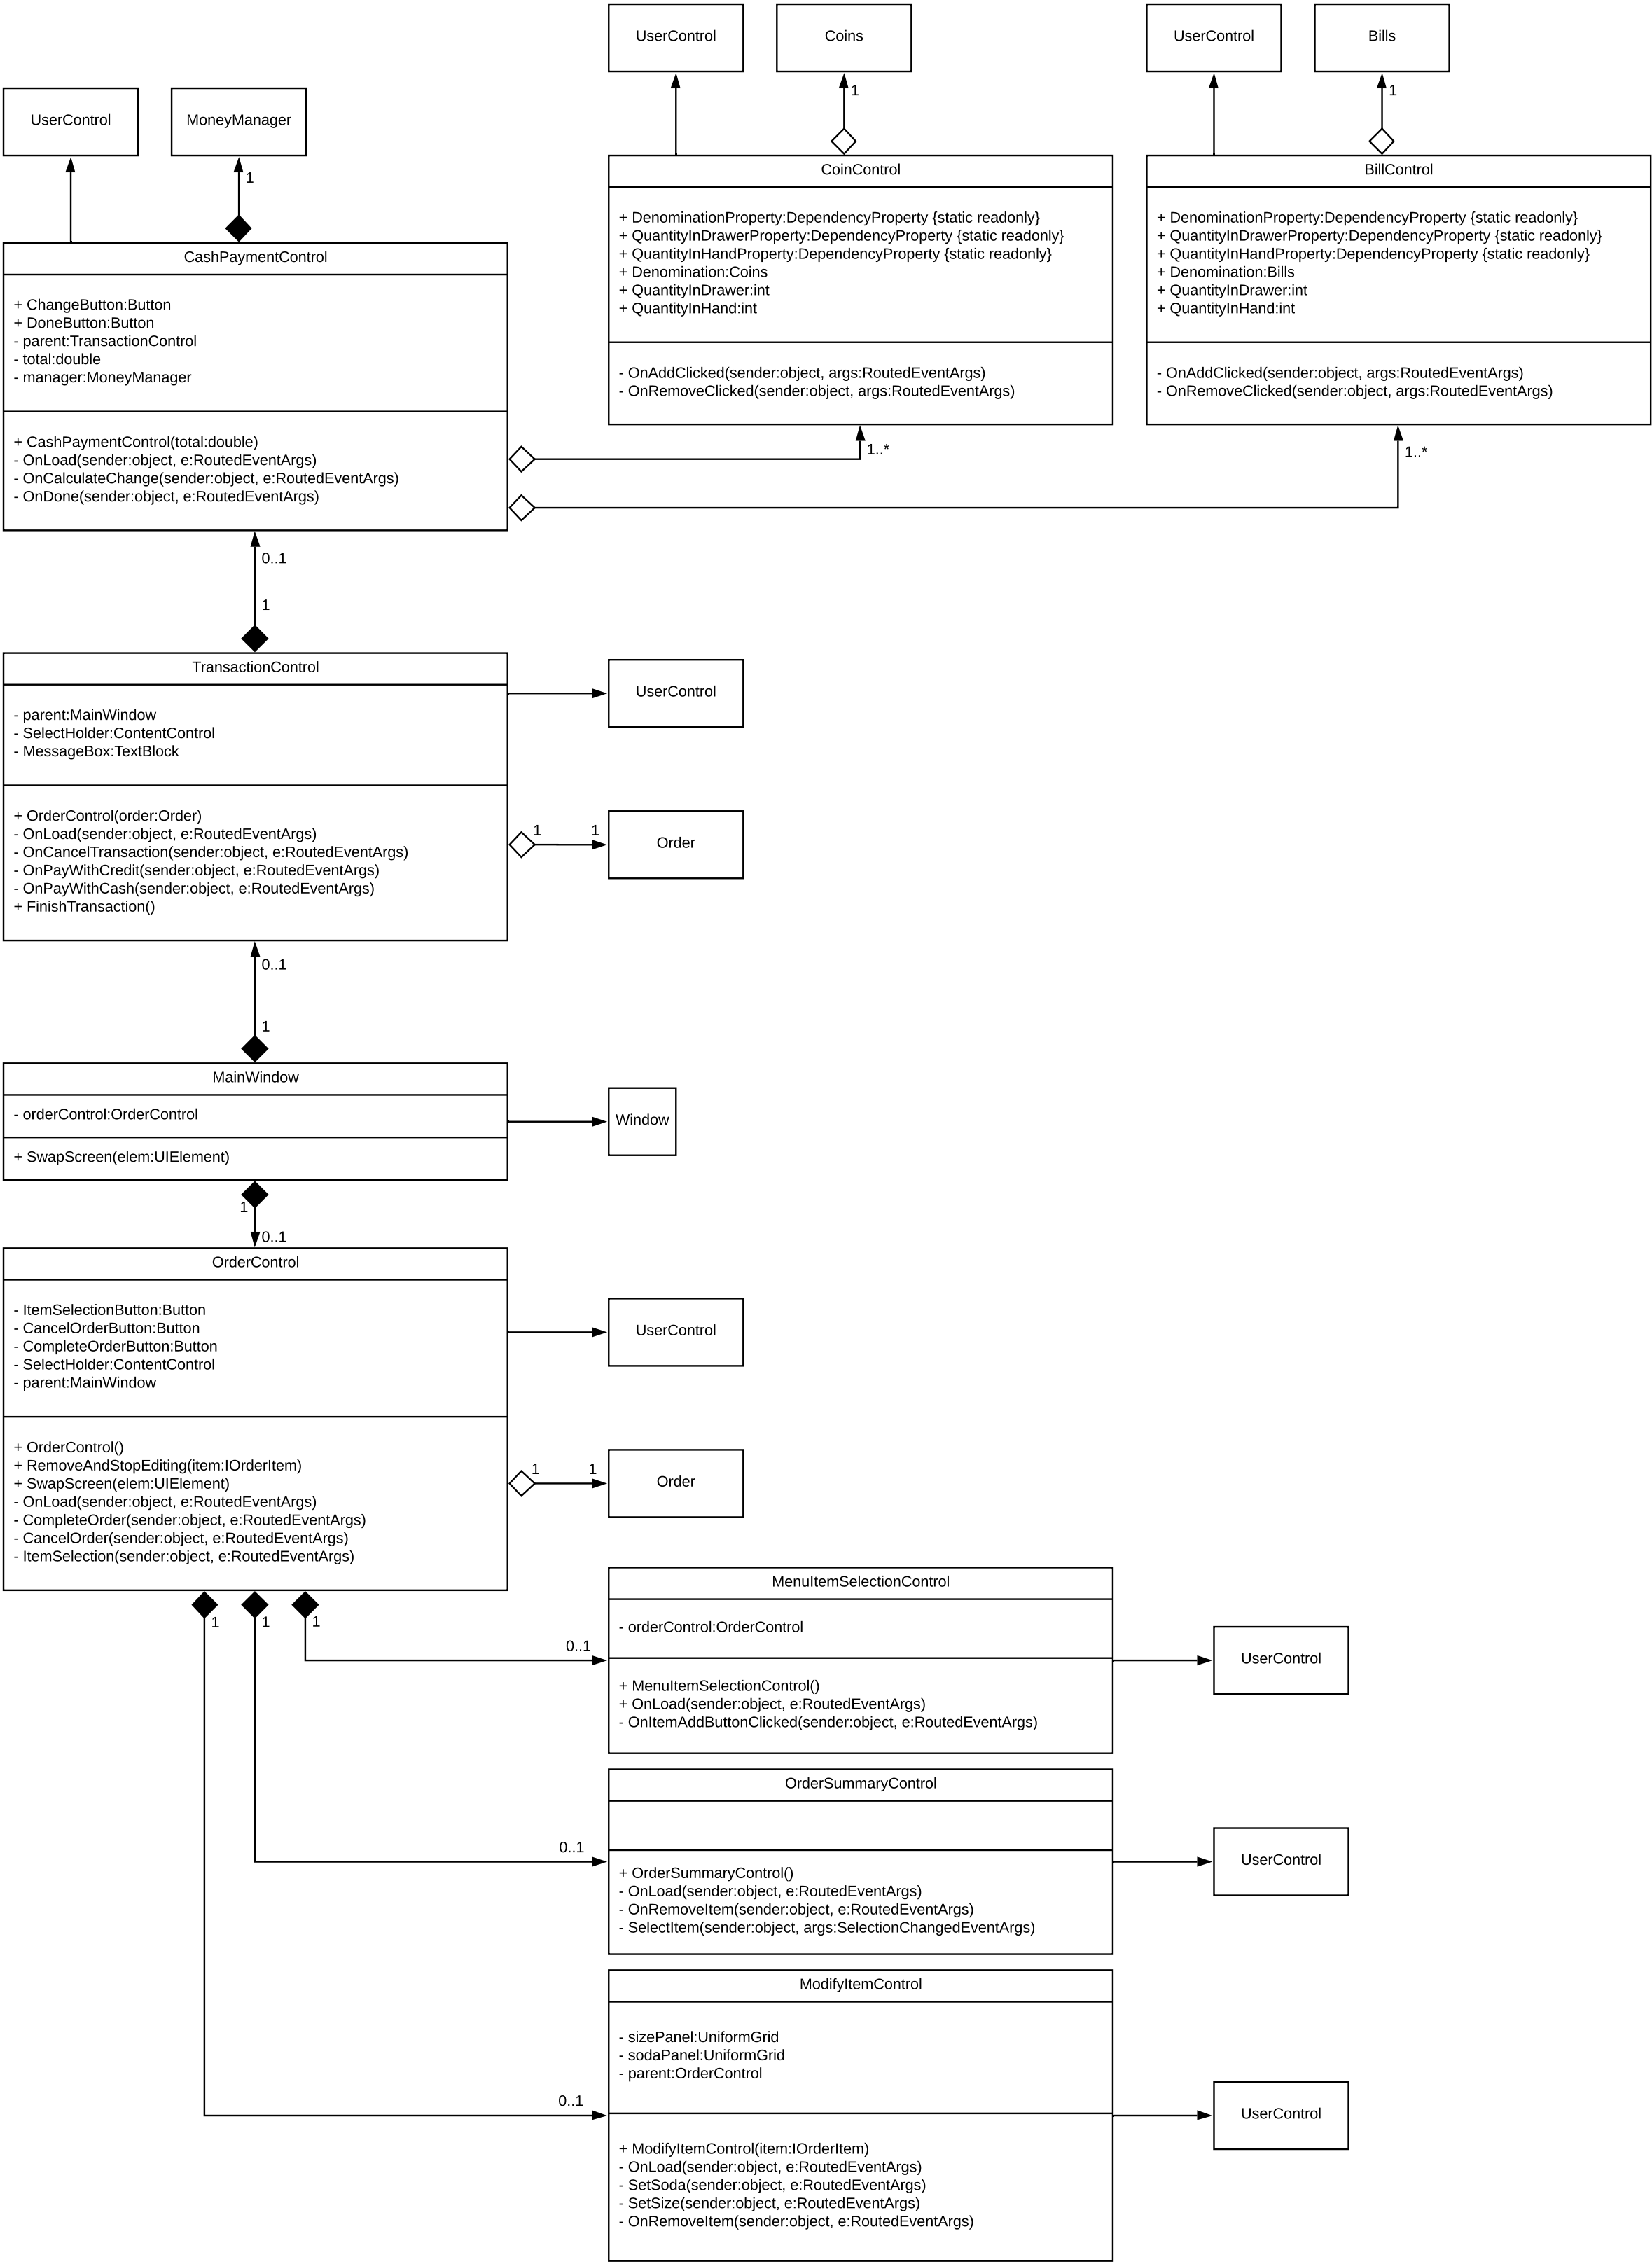 UserControl
Coins
UserControl
Bills
1
1
UserControl
MoneyManager
1
CoinControl
+ DenominationProperty:DependencyProperty {static readonly}
+ QuantityInDrawerProperty:DependencyProperty {static readonly}
+ QuantityInHandProperty:DependencyProperty {static readonly}
+ Denomination:Coins
+ QuantityInDrawer:int
+ QuantityInHand:int
- OnAddClicked(sender:object, args:RoutedEventArgs)
- OnRemoveClicked(sender:object, args:RoutedEventArgs)
BillControl
+ DenominationProperty:DependencyProperty {static readonly}
+ QuantityInDrawerProperty:DependencyProperty {static readonly}
+ QuantityInHandProperty:DependencyProperty {static readonly}
+ Denomination:Bills
+ QuantityInDrawer:int
+ QuantityInHand:int
- OnAddClicked(sender:object, args:RoutedEventArgs)
- OnRemoveClicked(sender:object, args:RoutedEventArgs)
CashPaymentControl
+ ChangeButton:Button
+ DoneButton:Button
- parent:TransactionControl
- total:double
- manager:MoneyManager
+ CashPaymentControl(total:double)
- OnLoad(sender:object, e:RoutedEventArgs)
- OnCalculateChange(sender:object, e:RoutedEventArgs)
- OnDone(sender:object, e:RoutedEventArgs)
1..*
1..*
0..1
1
TransactionControl
- parent:MainWindow
- SelectHolder:ContentControl
- MessageBox:TextBlock
+ OrderControl(order:Order)
- OnLoad(sender:object, e:RoutedEventArgs)
- OnCancelTransaction(sender:object, e:RoutedEventArgs)
- OnPayWithCredit(sender:object, e:RoutedEventArgs)
- OnPayWithCash(sender:object, e:RoutedEventArgs)
+ FinishTransaction()
UserControl
1
1
Order
0..1
1
MainWindow
- orderControl:OrderControl
+ SwapScreen(elem:UIElement)
Window
1
0..1
OrderControl
- ItemSelectionButton:Button
- CancelOrderButton:Button
- CompleteOrderButton:Button
- SelectHolder:ContentControl
- parent:MainWindow
+ OrderControl()
+ RemoveAndStopEditing(item:IOrderItem)
+ SwapScreen(elem:UIElement)
- OnLoad(sender:object, e:RoutedEventArgs)
- CompleteOrder(sender:object, e:RoutedEventArgs)
- CancelOrder(sender:object, e:RoutedEventArgs)
- ItemSelection(sender:object, e:RoutedEventArgs)
UserControl
1
1
Order
1
1
1
0..1
MenuItemSelectionControl
- orderControl:OrderControl
+ MenuItemSelectionControl()
+ OnLoad(sender:object, e:RoutedEventArgs)
- OnItemAddButtonClicked(sender:object, e:RoutedEventArgs)
UserControl
0..1
OrderSummaryControl
+ OrderSummaryControl()
- OnLoad(sender:object, e:RoutedEventArgs)
- OnRemoveItem(sender:object, e:RoutedEventArgs)
- SelectItem(sender:object, args:SelectionChangedEventArgs)
UserControl
0..1
ModifyItemControl
- sizePanel:UniformGrid
- sodaPanel:UniformGrid
- parent:OrderControl
+ ModifyItemControl(item:IOrderItem)
- OnLoad(sender:object, e:RoutedEventArgs)
- SetSoda(sender:object, e:RoutedEventArgs)
- SetSize(sender:object, e:RoutedEventArgs)
- OnRemoveItem(sender:object, e:RoutedEventArgs)
UserControl